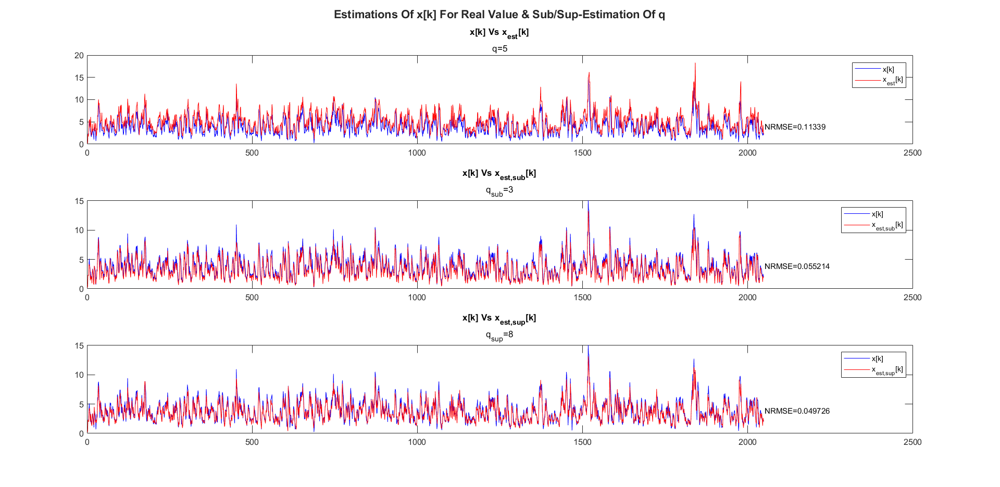 Estimations Of x[k] For Real Value & Sub/Sup-Estimation Of q
x[k] Vs x_est[k]
q=5
20
15
10
5
0
0 500 1000 1500 2000 2500
x[k]
x_est[k]
NRMSE=0.11339
x[k] Vs x_est,sub[k]
q_sub=3
15
10
5
0
0 500 1000 1500 2000 2500
x[k]
x_est,sub[k]
NRMSE=0.055214
x[k] Vs x_est,sup[k]
q_sup=8
15
10
5
0
0 500 1000 1500 2000 2500
x[k]
x_est,sup[k]
NRMSE=0.049726